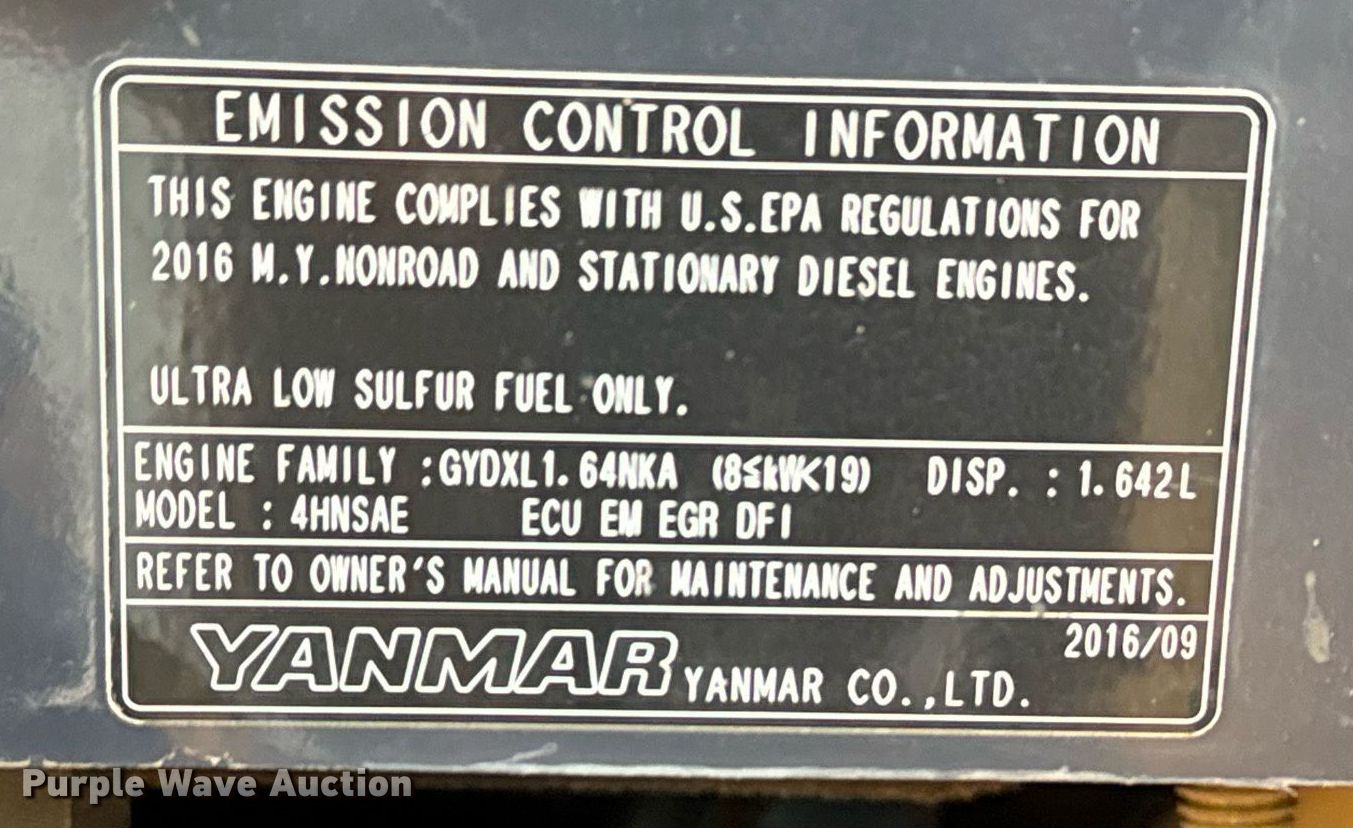 EMISSION CONTROL INFORMATION
THIS ENGINE COMPLIES WITH U.S.EPA REGULATIONS FOR
2016 M.Y.NONROAD AND STATIONARY DIESEL ENGINES.
ULTRA LOW SULFUR FUEL ONLY.
ENGINE FAMILY :GYDXL1.64NKA (8≤kW<19) DISP. : 1.642L
MODEL : 4HNSAE ECU EM EGR DFI
REFER TO OWNER'S MANUAL FOR MAINTENANCE AND ADJUSTMENTS.
2016/09
YANMAR YANMAR CO.,LTD.
Purple Wave Auction